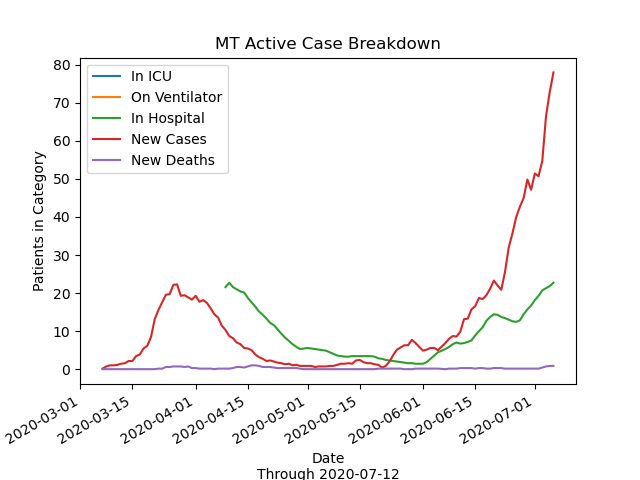 MT Active Case Breakdown
In ICU
On Ventilator
In Hospital
New Cases
New Deaths
Patients in Category
80
70
60
50
40
30
20
10
0
2020-03-01
2020-03-15
2020-04-01
2020-04-15
2020-05-01
2020-05-15
2020-06-01
2020-06-15
2020-07-01
Date
Through 2020-07-12